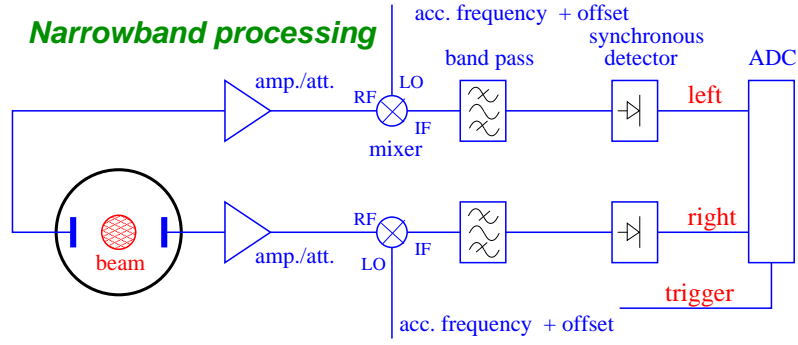 Narrowband processing
acc. frequency + offset
synchronous
detector
band pass
ADC
amp./att.
RF
LO
IF
mixer
left
beam
amp./att.
RF
LO
IF
right
trigger
acc. frequency + offset